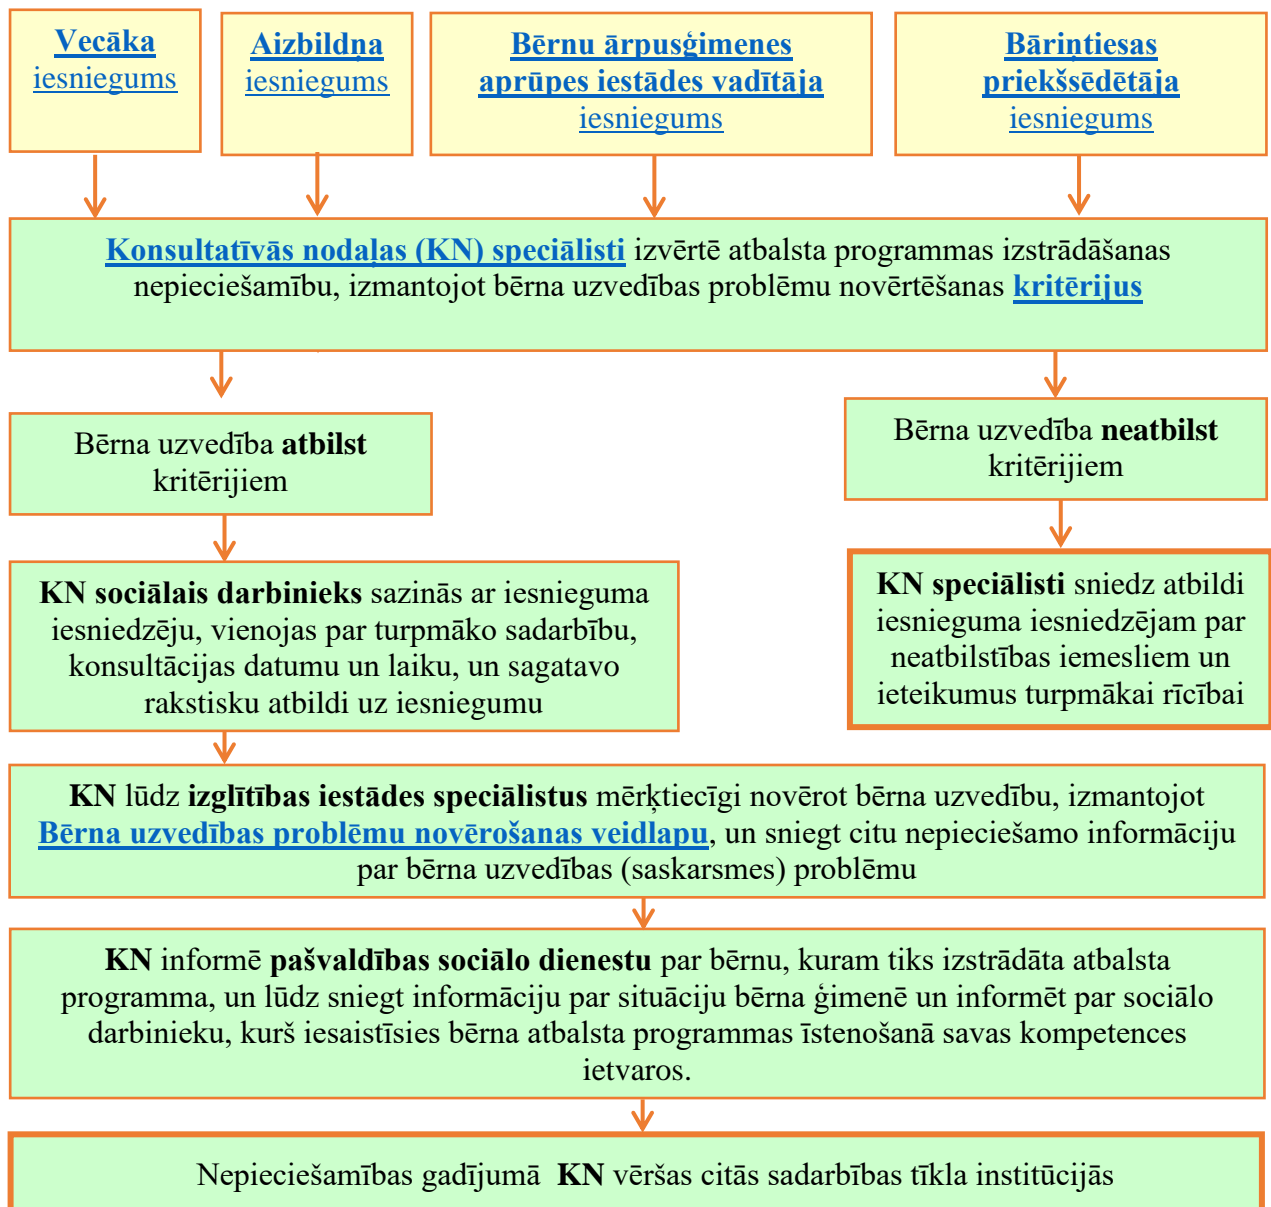 Vecāka
iesniegums
Aizbildņa
iesniegums
Bērnu ārpusģimenes
aprūpes iestādes vadītāja
iesniegums
Bāriņtiesas
priekšsēdētāja
iesniegums
Konsultatīvās nodaļas (KN) speciālisti izvērtē atbalsta programmas izstrādāšanas
nepieciešamību, izmantojot bērna uzvedības problēmu novērtēšanas kritērijus
Bērna uzvedība atbilst
kritērijiem
Bērna uzvedība neatbilst
kritērijiem
KN sociālais darbinieks sazinās ar iesnieguma
iesniedzēju, vienojas par turpmāko sadarbību,
konsultācijas datumu un laiku, un sagatavo
rakstisku atbildi uz iesniegumu
KN speciālisti sniedz atbildi
iesnieguma iesniedzējam par
neatbilstības iemesliem un
ieteikumus turpmākai rīcībai
KN lūdz izglītības iestādes speciālistus mērķtiecīgi novērot bērna uzvedību, izmantojot
Bērna uzvedības problēmu novērošanas veidlapu, un sniegt citu nepieciešamo informāciju
par bērna uzvedības (saskarsmes) problēmu
KN informē pašvaldības sociālo dienestu par bērnu, kuram tiks izstrādāta atbalsta
programma, un lūdz sniegt informāciju par situāciju bērna ģimenē un informēt par sociālo
darbinieku, kurš iesaistīsies bērna atbalsta programmas īstenošanā savas kompetences
ietvaros.
Nepieciešamības gadījumā KN vēršas citās sadarbības tīkla institūcijās